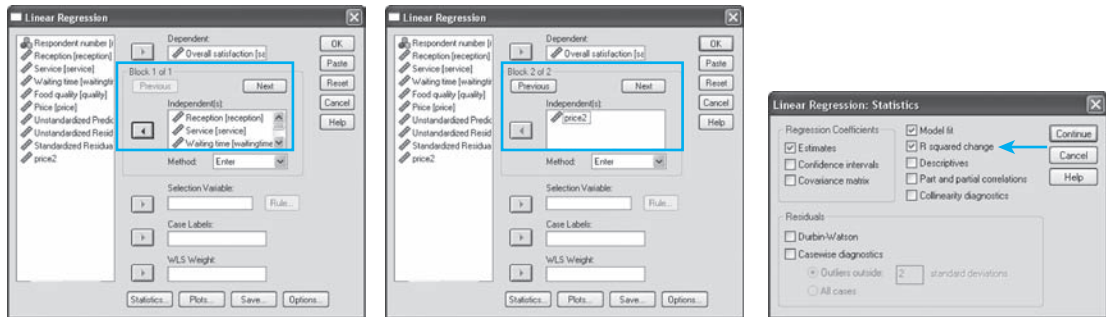 Linear Regression
Respondent number [r
Reception [reception]
Service [service]
Waiting time [waitingtir
Food quality [quality]
Price [price]
Unstandardized Predic
Unstandardized Resid
Standardized Residua
price2
Dependent:
Overall satisfaction [sa
Block 1 of 1
Previous
Next
Independent(s):
Reception [reception]
Service [service]
Waiting time [waitingtime
Method:
Enter
Selection Variable:
Rule...
Case Labels:
WLS Weight:
Statistics...
Plots...
Save...
Options...
OK
Paste
Reset
Cancel
Help
Linear Regression
Respondent number [r
Reception [reception]
Service [service]
Waiting time [waitingtir
Food quality [quality]
Price [price]
Unstandardized Predic
Unstandardized Resid
Standardized Residua
price2
Dependent:
Overall satisfaction [sa
Block 2 of 2
Previous
Next
Independent(s):
price2
Method:
Enter
Selection Variable:
Rule...
Case Labels:
WLS Weight:
Statistics...
Plots...
Save...
Options...
OK
Paste
Reset
Cancel
Help
Linear Regression: Statistics
Regression Coefficients
Estimates
Confidence intervals
Covariance matrix
Model fit
R squared change
Descriptives
Part and partial correlations
Collinearity diagnostics
Residuals
Durbin-Watson
Casewise diagnostics
Outliers outside: 2 standard deviations
All cases
Continue
Cancel
Help